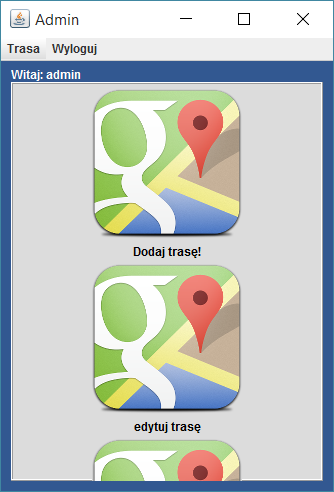 Admin
Trasa Wyloguj
Witaj: admin
Dodaj trasę!
edytuj trasę